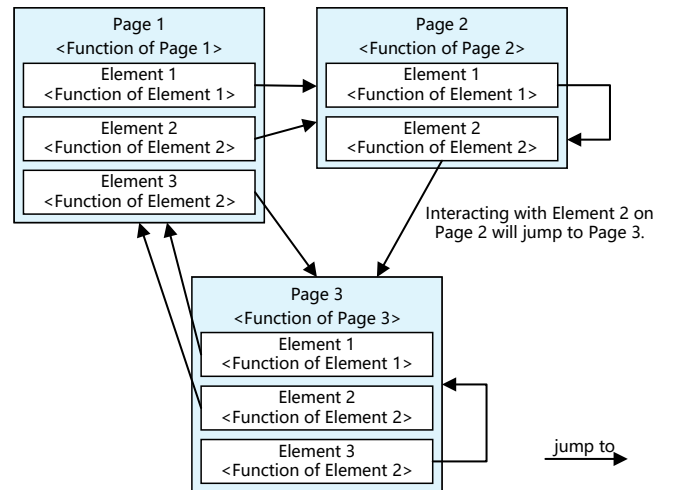 Page 1
<Function of Page 1>
Element 1
<Function of Element 1>
Element 2
<Function of Element 2>
Element 3
<Function of Element 2>
Page 2
<Function of Page 2>
Element 1
<Function of Element 1>
Element 2
<Function of Element 2>
Interacting with Element 2 on
Page 2 will jump to Page 3.
Page 3
<Function of Page 3>
Element 1
<Function of Element 1>
Element 2
<Function of Element 2>
Element 3
<Function of Element 2>
jump to